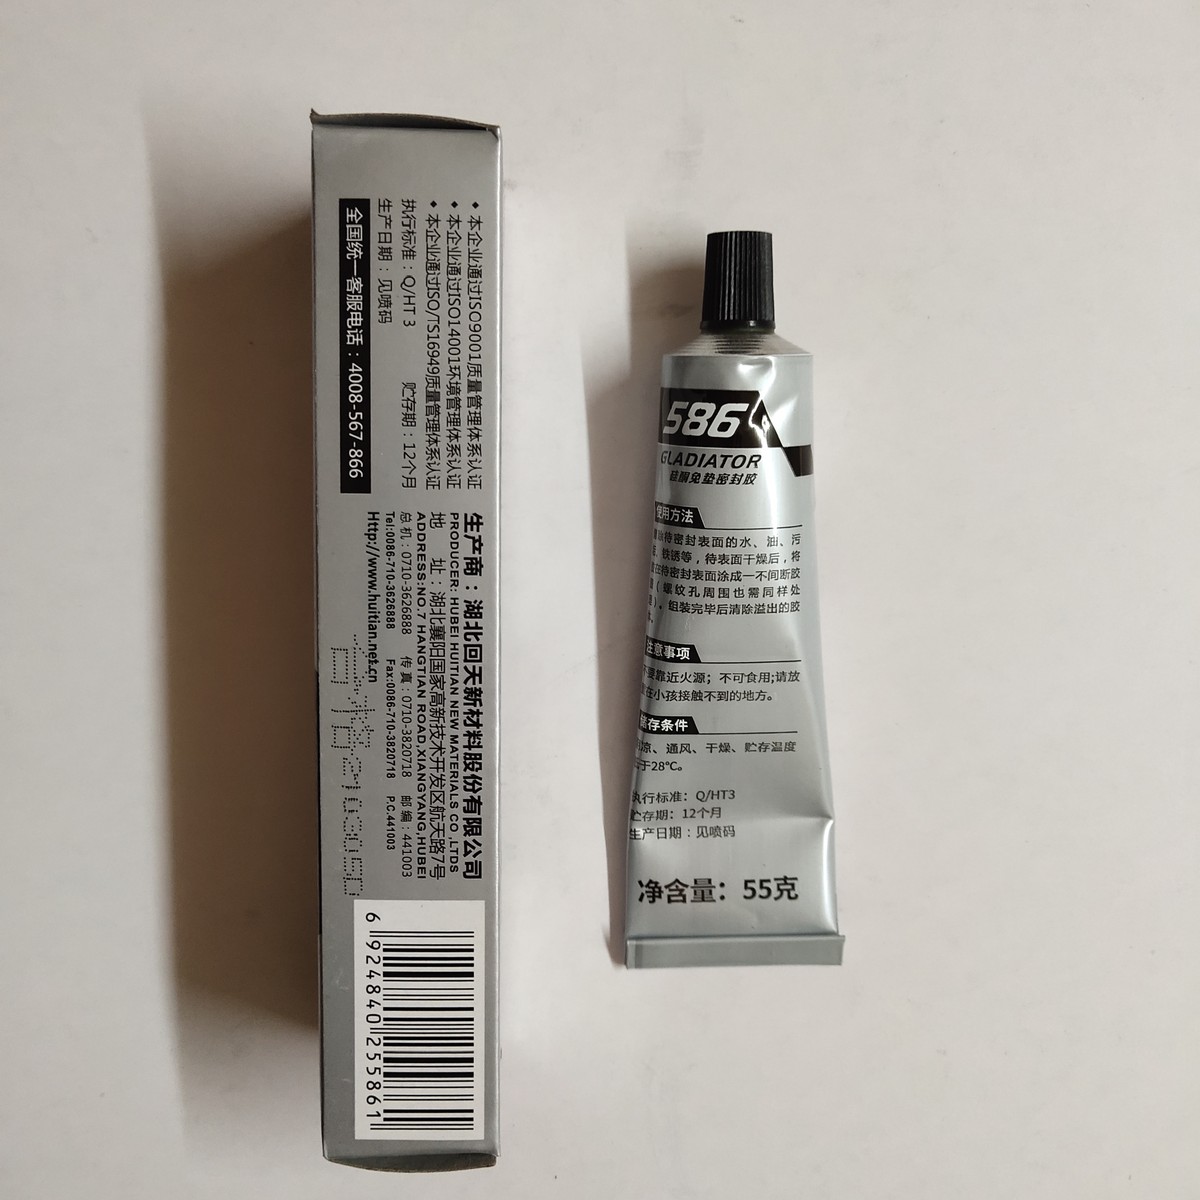 • 本企业通过ISO9001质量管理体系认证
• 本企业通过ISO14001环境管理体系认证
• 本企业通过ISO/TS16949质量管理体系认证
执行标准：Q/HT 3 贮存期：12个月
生产日期：见喷码
全国统一客服电话：4008-567-866
生产商：湖北回天新材料股份有限公司
PRODUCER: HUBEI HUITIAN NEW MATERIALS CO.,LTDS
地 址：湖北襄阳国家高新技术开发区航天路7号
ADDRESS:NO.7 HANGTIAN ROAD,XIANGYANG,HUBEI
总机：0710-3626888 传真：0710-3820718 邮编：441003
Tel:0086-710-3626888 Fax:0086-710-3820718 P.C.441003
Http://www.huitian.net.cn
6 924840 255861
586
GLADIATOR
硅酮免垫密封胶
使用方法
除待密封表面的水、油、污
、铁锈等，待表面干燥后，将
在待密封表面涂成一不间断胶
（螺纹孔周围也需同样处
）。组装完毕后清除溢出的胶
注意事项
不要靠近火源；不可食用;请放
在小孩接触不到的地方。
储存条件
凉、通风、干燥、贮存温度
于28℃。
执行标准：Q/HT3
贮存期：12个月
生产日期：见喷码
净含量：55克